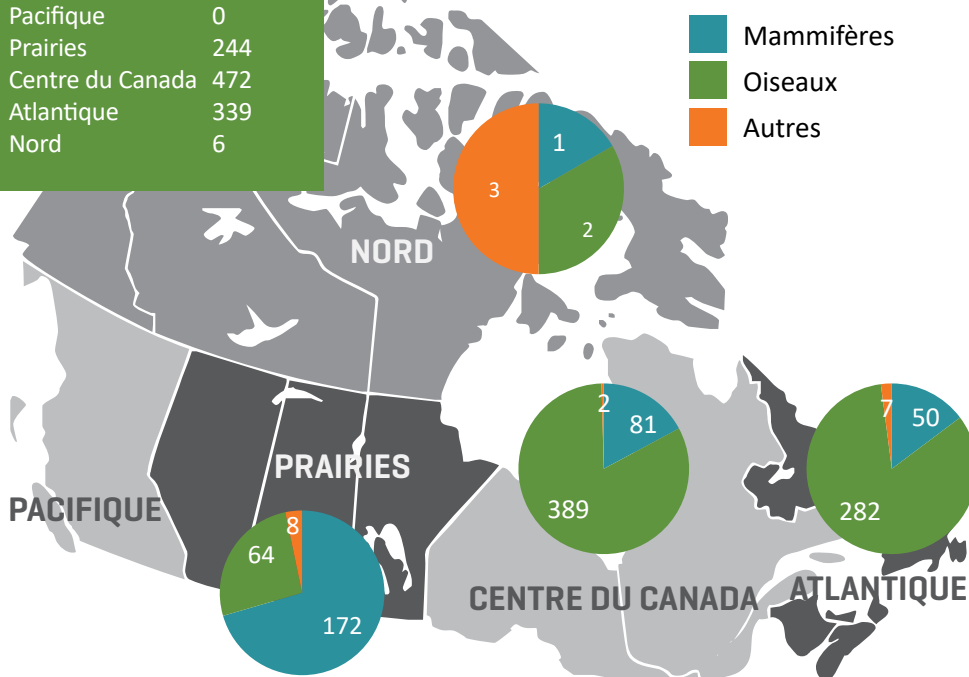 Pacifique 0
Prairies 244
Centre du Canada 472
Atlantique 339
Nord 6
Mammifères
Oiseaux
Autres
1
3
2
NORD
2
81
7
50
PRAIRIES
389
282
PACIFIQUE
8
64
172
CENTRE DU CANADA
ATLANTIQUE